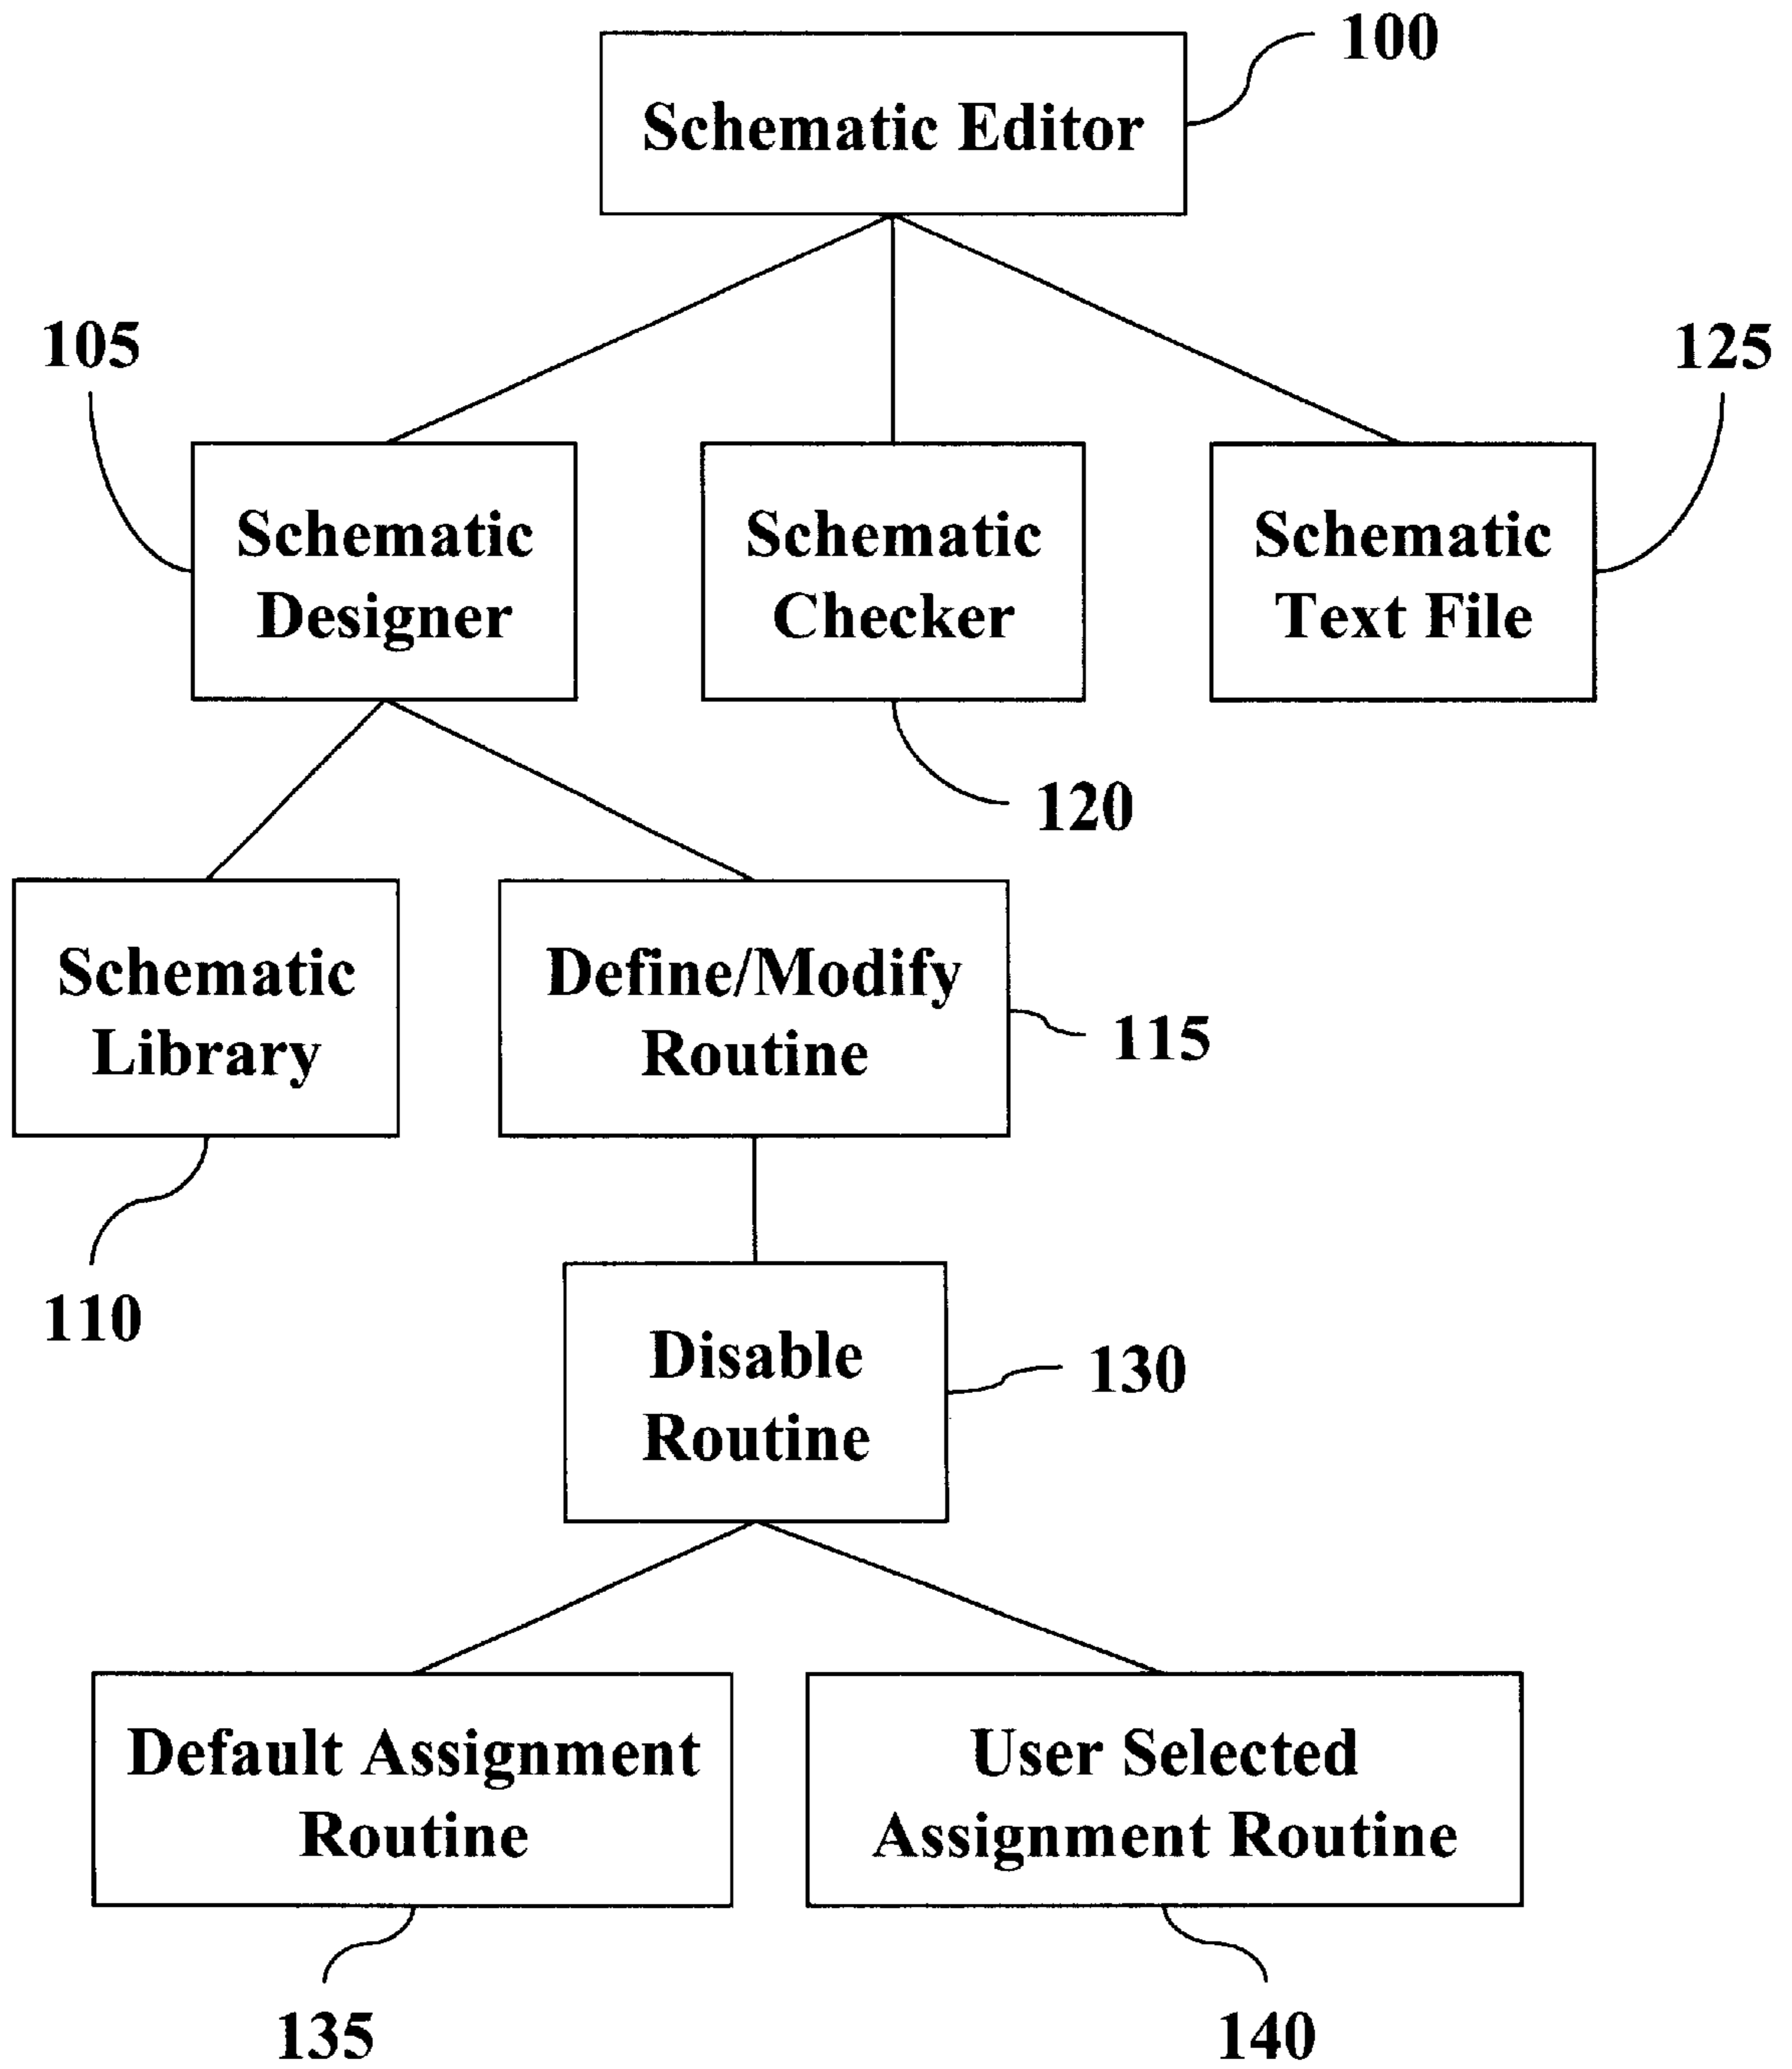 100
Schematic Editor
105
125
Schematic
Designer
Schematic
Checker
Schematic
Text File
120
Schematic
Library
Define/Modify
Routine
115
110
Disable
Routine
130
Default Assignment
Routine
User Selected
Assignment Routine
135
140